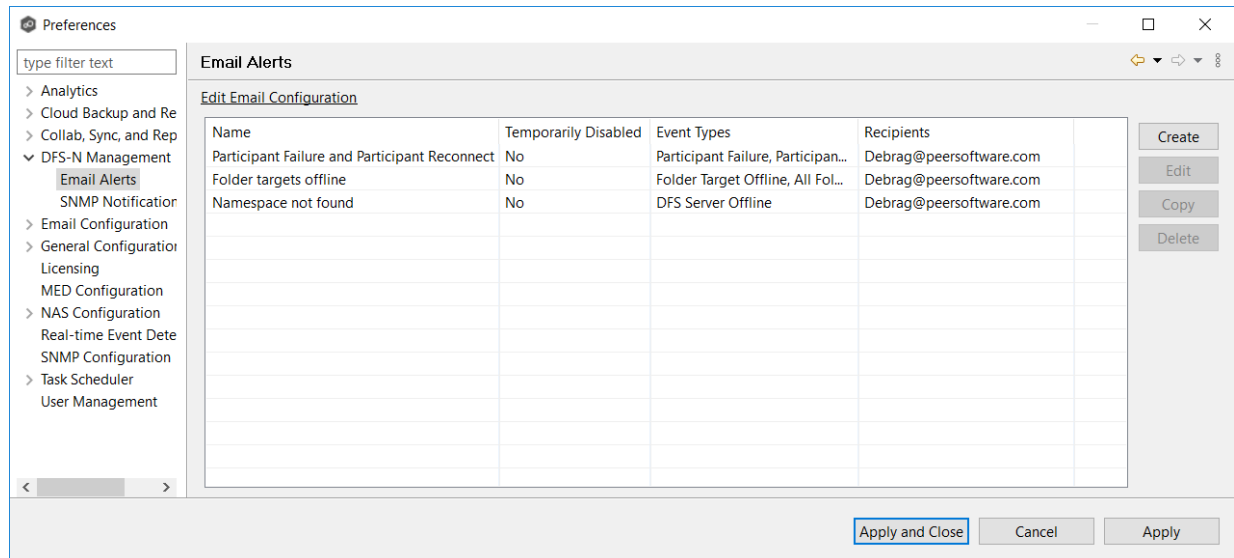 Preferences
type filter text
Analytics
Cloud Backup and Re
Collab, Sync, and Rep
DFS-N Management
Email Alerts
SNMP Notification
Email Configuration
General Configuration
Licensing
MED Configuration
NAS Configuration
Real-time Event Dete
SNMP Configuration
Task Scheduler
User Management
Email Alerts
Edit Email Configuration
Name Temporarily Disabled Event Types Recipients
Participant Failure and Participant Reconnect No Participant Failure, Participan... Debrag@peersoftware.com
Folder targets offline No Folder Target Offline, All Fol... Debrag@peersoftware.com
Namespace not found No DFS Server Offline Debrag@peersoftware.com
Create
Edit
Copy
Delete
Apply and Close Cancel Apply